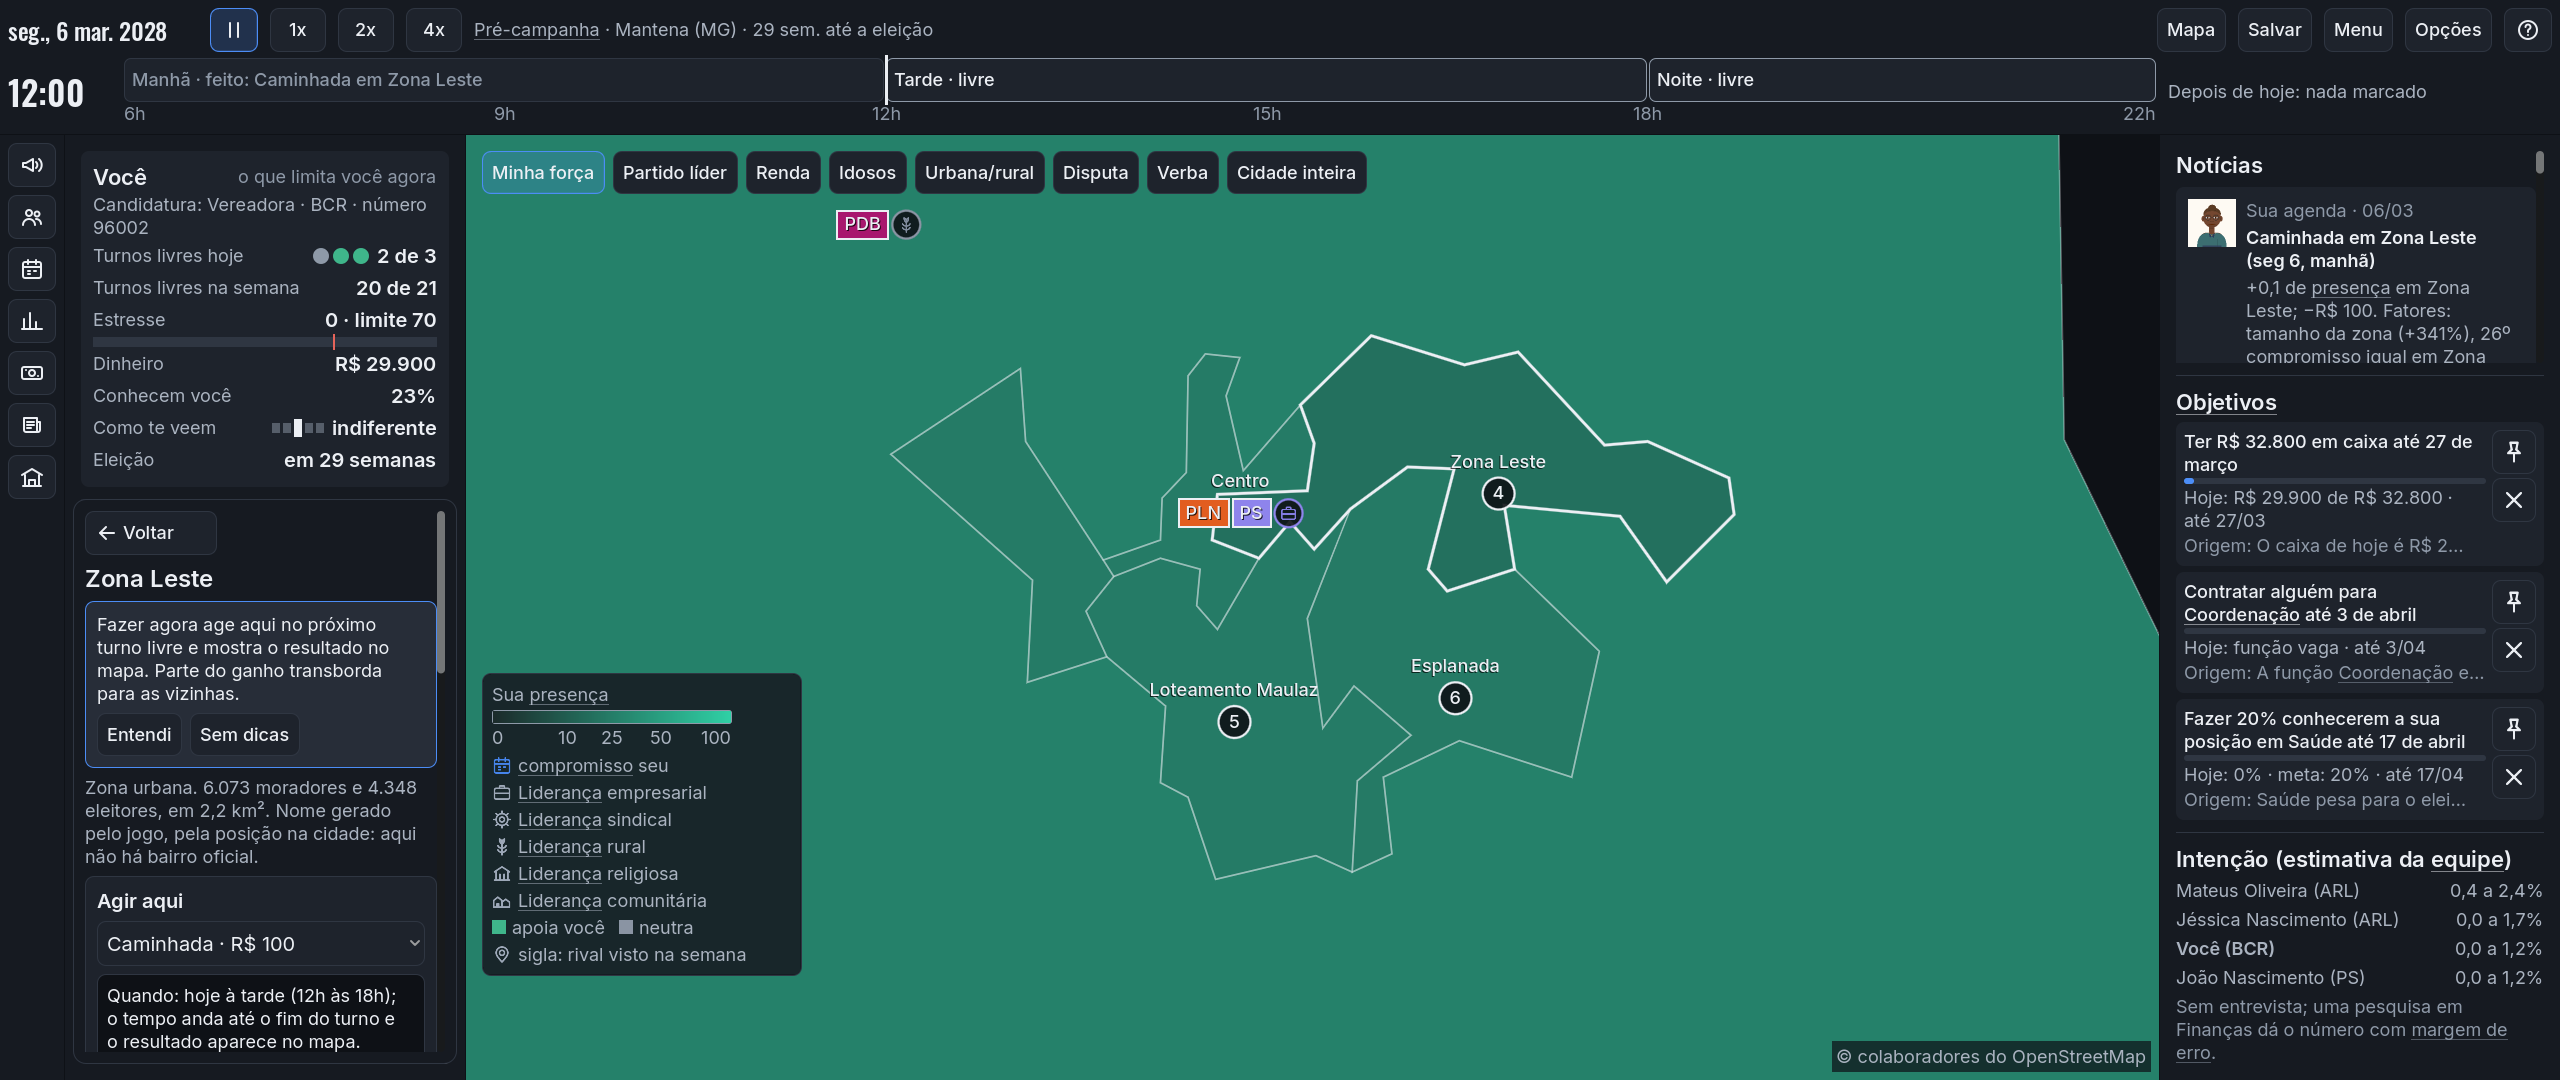 seg., 6 mar. 2028
1x
2x
4x
Pré-campanha · Mantena (MG) · 29 sem. até a eleição
Mapa
Salvar
Menu
Opções
12:00
Manhã · feito: Caminhada em Zona Leste
Tarde · livre
Noite · livre
6h
9h
12h
15h
18h
22h
Depois de hoje: nada marcado
Você
o que limita você agora
Candidatura: Vereadora · BCR · número
96002
Turnos livres hoje
2 de 3
Turnos livres na semana
20 de 21
Estresse
0 · limite 70
Dinheiro
R$ 29.900
Conhecem você
23%
Como te veem
indiferente
Eleição
em 29 semanas
Voltar
Zona Leste
Fazer agora age aqui no próximo
turno livre e mostra o resultado no
mapa. Parte do ganho transborda
para as vizinhas.
Entendi
Sem dicas
Zona urbana. 6.073 moradores e 4.348
eleitores, em 2,2 km². Nome gerado
pelo jogo, pela posição na cidade: aqui
não há bairro oficial.
Agir aqui
Caminhada · R$ 100
Quando: hoje à tarde (12h às 18h);
o tempo anda até o fim do turno e
o resultado aparece no mapa.
Minha força
Partido líder
Renda
Idosos
Urbana/rural
Disputa
Verba
Cidade inteira
PDB
Centro
PLN
PS
Zona Leste
4
Esplanada
6
Loteamento Maulaz
5
Sua presença
0
10
25
50
100
compromisso seu
Liderança empresarial
Liderança sindical
Liderança rural
Liderança religiosa
Liderança comunitária
apoia você
neutra
sigla: rival visto na semana
© colaboradores do OpenStreetMap
Notícias
Sua agenda · 06/03
Caminhada em Zona Leste
(seg 6, manhã)
+0,1 de presença em Zona
Leste; −R$ 100. Fatores:
tamanho da zona (+341%), 26º
compromisso igual em Zona
Objetivos
Ter R$ 32.800 em caixa até 27 de
março
Hoje: R$ 29.900 de R$ 32.800 ·
até 27/03
Origem: O caixa de hoje é R$ 2...
Contratar alguém para
Coordenação até 3 de abril
Hoje: função vaga · até 3/04
Origem: A função Coordenação e...
Fazer 20% conhecerem a sua
posição em Saúde até 17 de abril
Hoje: 0% · meta: 20% · até 17/04
Origem: Saúde pesa para o elei...
Intenção (estimativa da equipe)
Mateus Oliveira (ARL)
0,4 a 2,4%
Jéssica Nascimento (ARL)
0,0 a 1,7%
Você (BCR)
0,0 a 1,2%
João Nascimento (PS)
0,0 a 1,2%
Sem entrevista; uma pesquisa em
Finanças dá o número com margem de
erro.